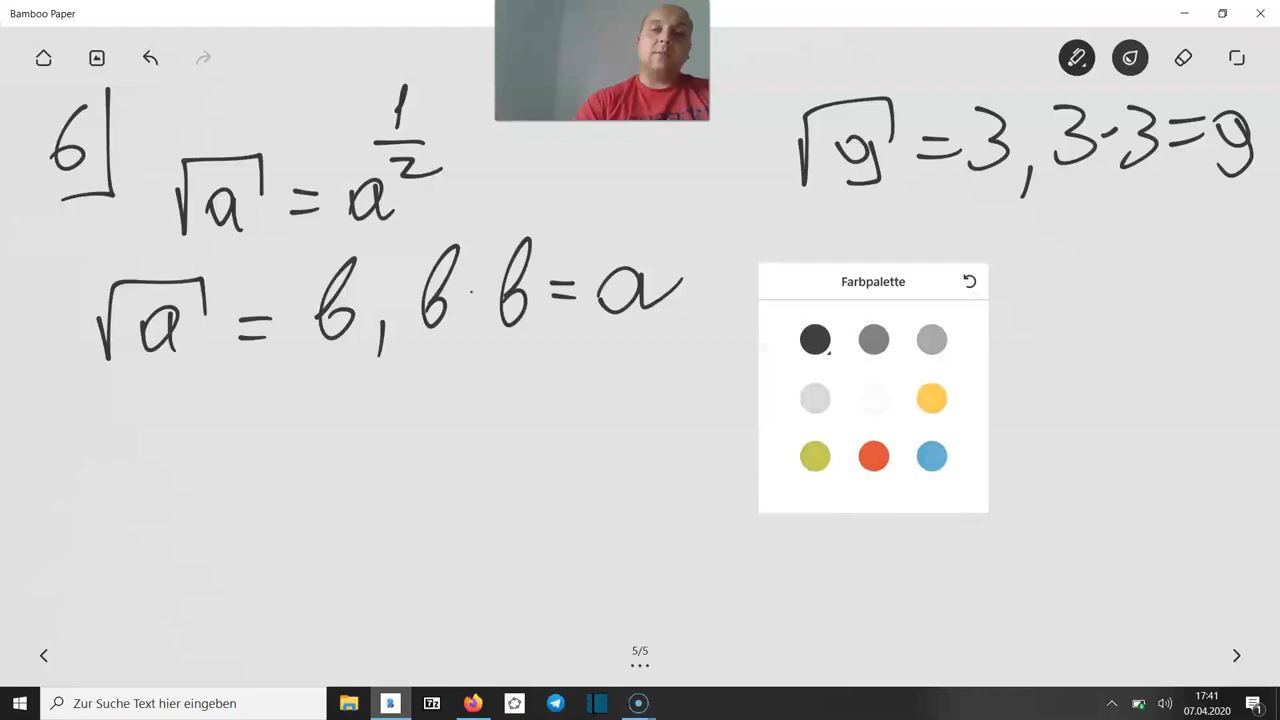 Bamboo Paper
6
√a = a^(1/2)
√9 = 3, 3·3=9
√a = b, b·b=a
Farbpalette
5/5
Zur Suche Text hier eingeben
17:41
07.04.2020